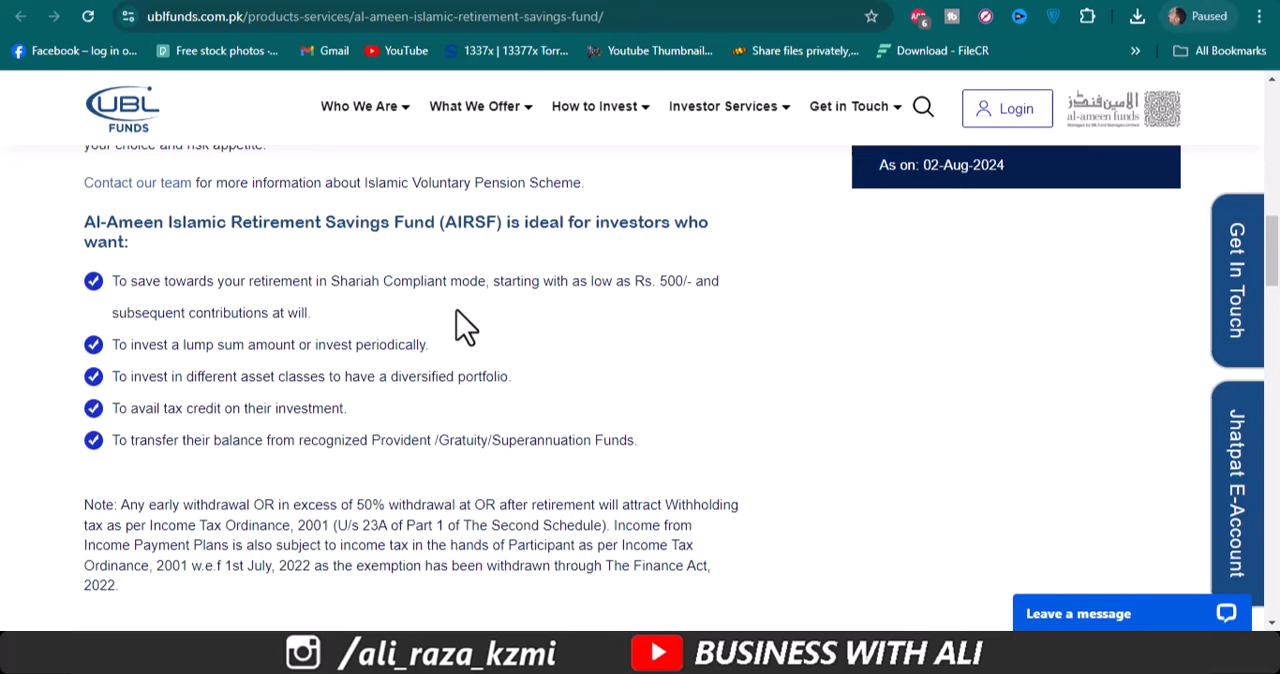 ublfunds.com.pk/products-services/al-ameen-islamic-retirement-savings-fund/
6
Paused
Facebook – log in o...
Free stock photos ·...
Gmail
YouTube
1337x | 13377x Torr...
Youtube Thumbnail...
Share files privately,...
Download - FileCR
»
All Bookmarks
UBL
FUNDS
Who We Are
What We Offer
How to Invest
Investor Services
Get in Touch
Login
الامین فنڈز
al-ameen funds
your choice and risk appetite.
As on: 02-Aug-2024
Contact our team for more information about Islamic Voluntary Pension Scheme.
Al-Ameen Islamic Retirement Savings Fund (AIRSF) is ideal for investors who
want:
To save towards your retirement in Shariah Compliant mode, starting with as low as Rs. 500/- and
subsequent contributions at will.
To invest a lump sum amount or invest periodically.
To invest in different asset classes to have a diversified portfolio.
To avail tax credit on their investment.
To transfer their balance from recognized Provident /Gratuity/Superannuation Funds.
Note: Any early withdrawal OR in excess of 50% withdrawal at OR after retirement will attract Withholding
tax as per Income Tax Ordinance, 2001 (U/s 23A of Part 1 of The Second Schedule). Income from
Income Payment Plans is also subject to income tax in the hands of Participant as per Income Tax
Ordinance, 2001 w.e.f 1st July, 2022 as the exemption has been withdrawn through The Finance Act,
2022.
Get In Touch
Jhatpat E-Account
Leave a message
/ali_raza_kzmi
BUSINESS WITH ALI